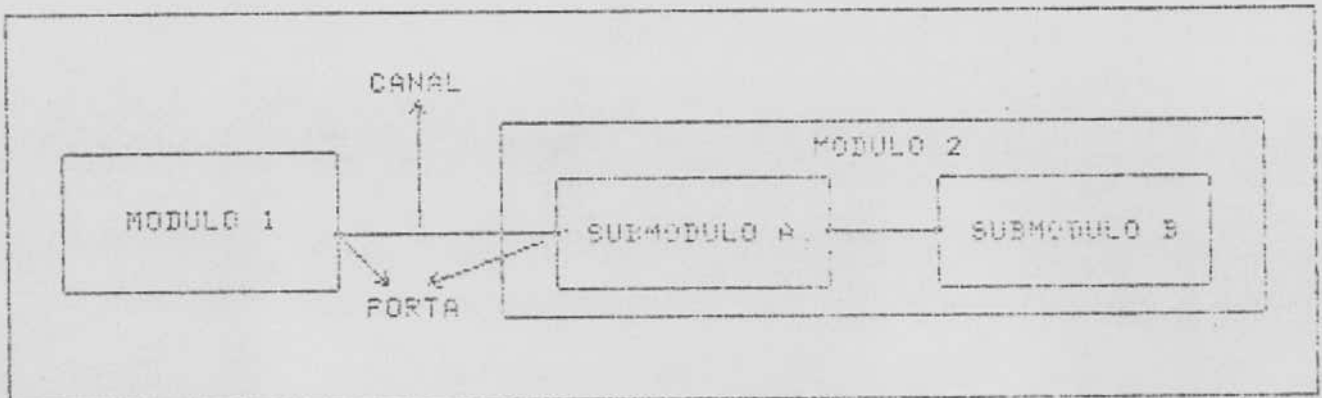 CANAL
MODULO 2
MODULO 1
SUBMODULO A
SUBMODULO B
PORTA